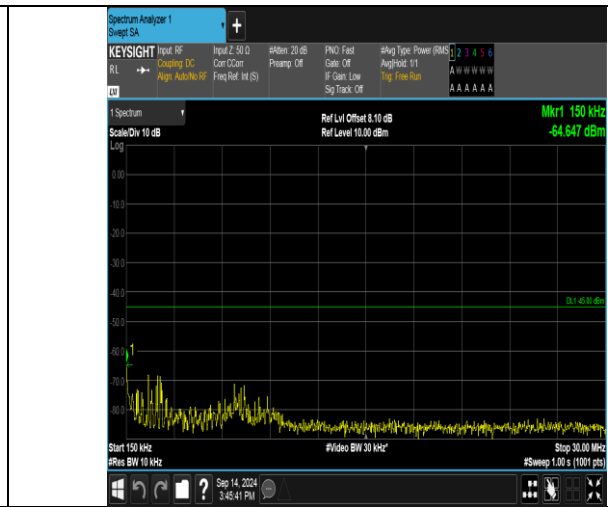 Spectrum Analyzer 1
Swept SA
+
KEYSIGHT Input: RF Input Z: 50 Ω #Atten: 20 dB PNO: Fast #Avg Type: Power (RMS 1 2 3 4 5 6
RL Coupling: DC Corr CCorr Preamp: Off Gate: Off Avg|Hold: 1/1 A W W W W W
Align: Auto/No RF Freq Ref: Int (S) IF Gain: Low Trig: Free Run
Sig Track: Off A A A A A A
1 Spectrum
Ref Lvl Offset 8.10 dB Mkr1 150 kHz
Scale/Div 10 dB Ref Level 10.00 dBm -64.647 dBm
Log
0.00
-10.0
-20.0
-30.0
-40.0
DL1 -45.00 dBm
-50.0
-60.0 1
-70.0
-80.0
Start 150 kHz #Video BW 30 kHz* Stop 30.00 MHz
#Res BW 10 kHz #Sweep 1.00 s (1001 pts)
? Sep 14, 2024
3:45:41 PM